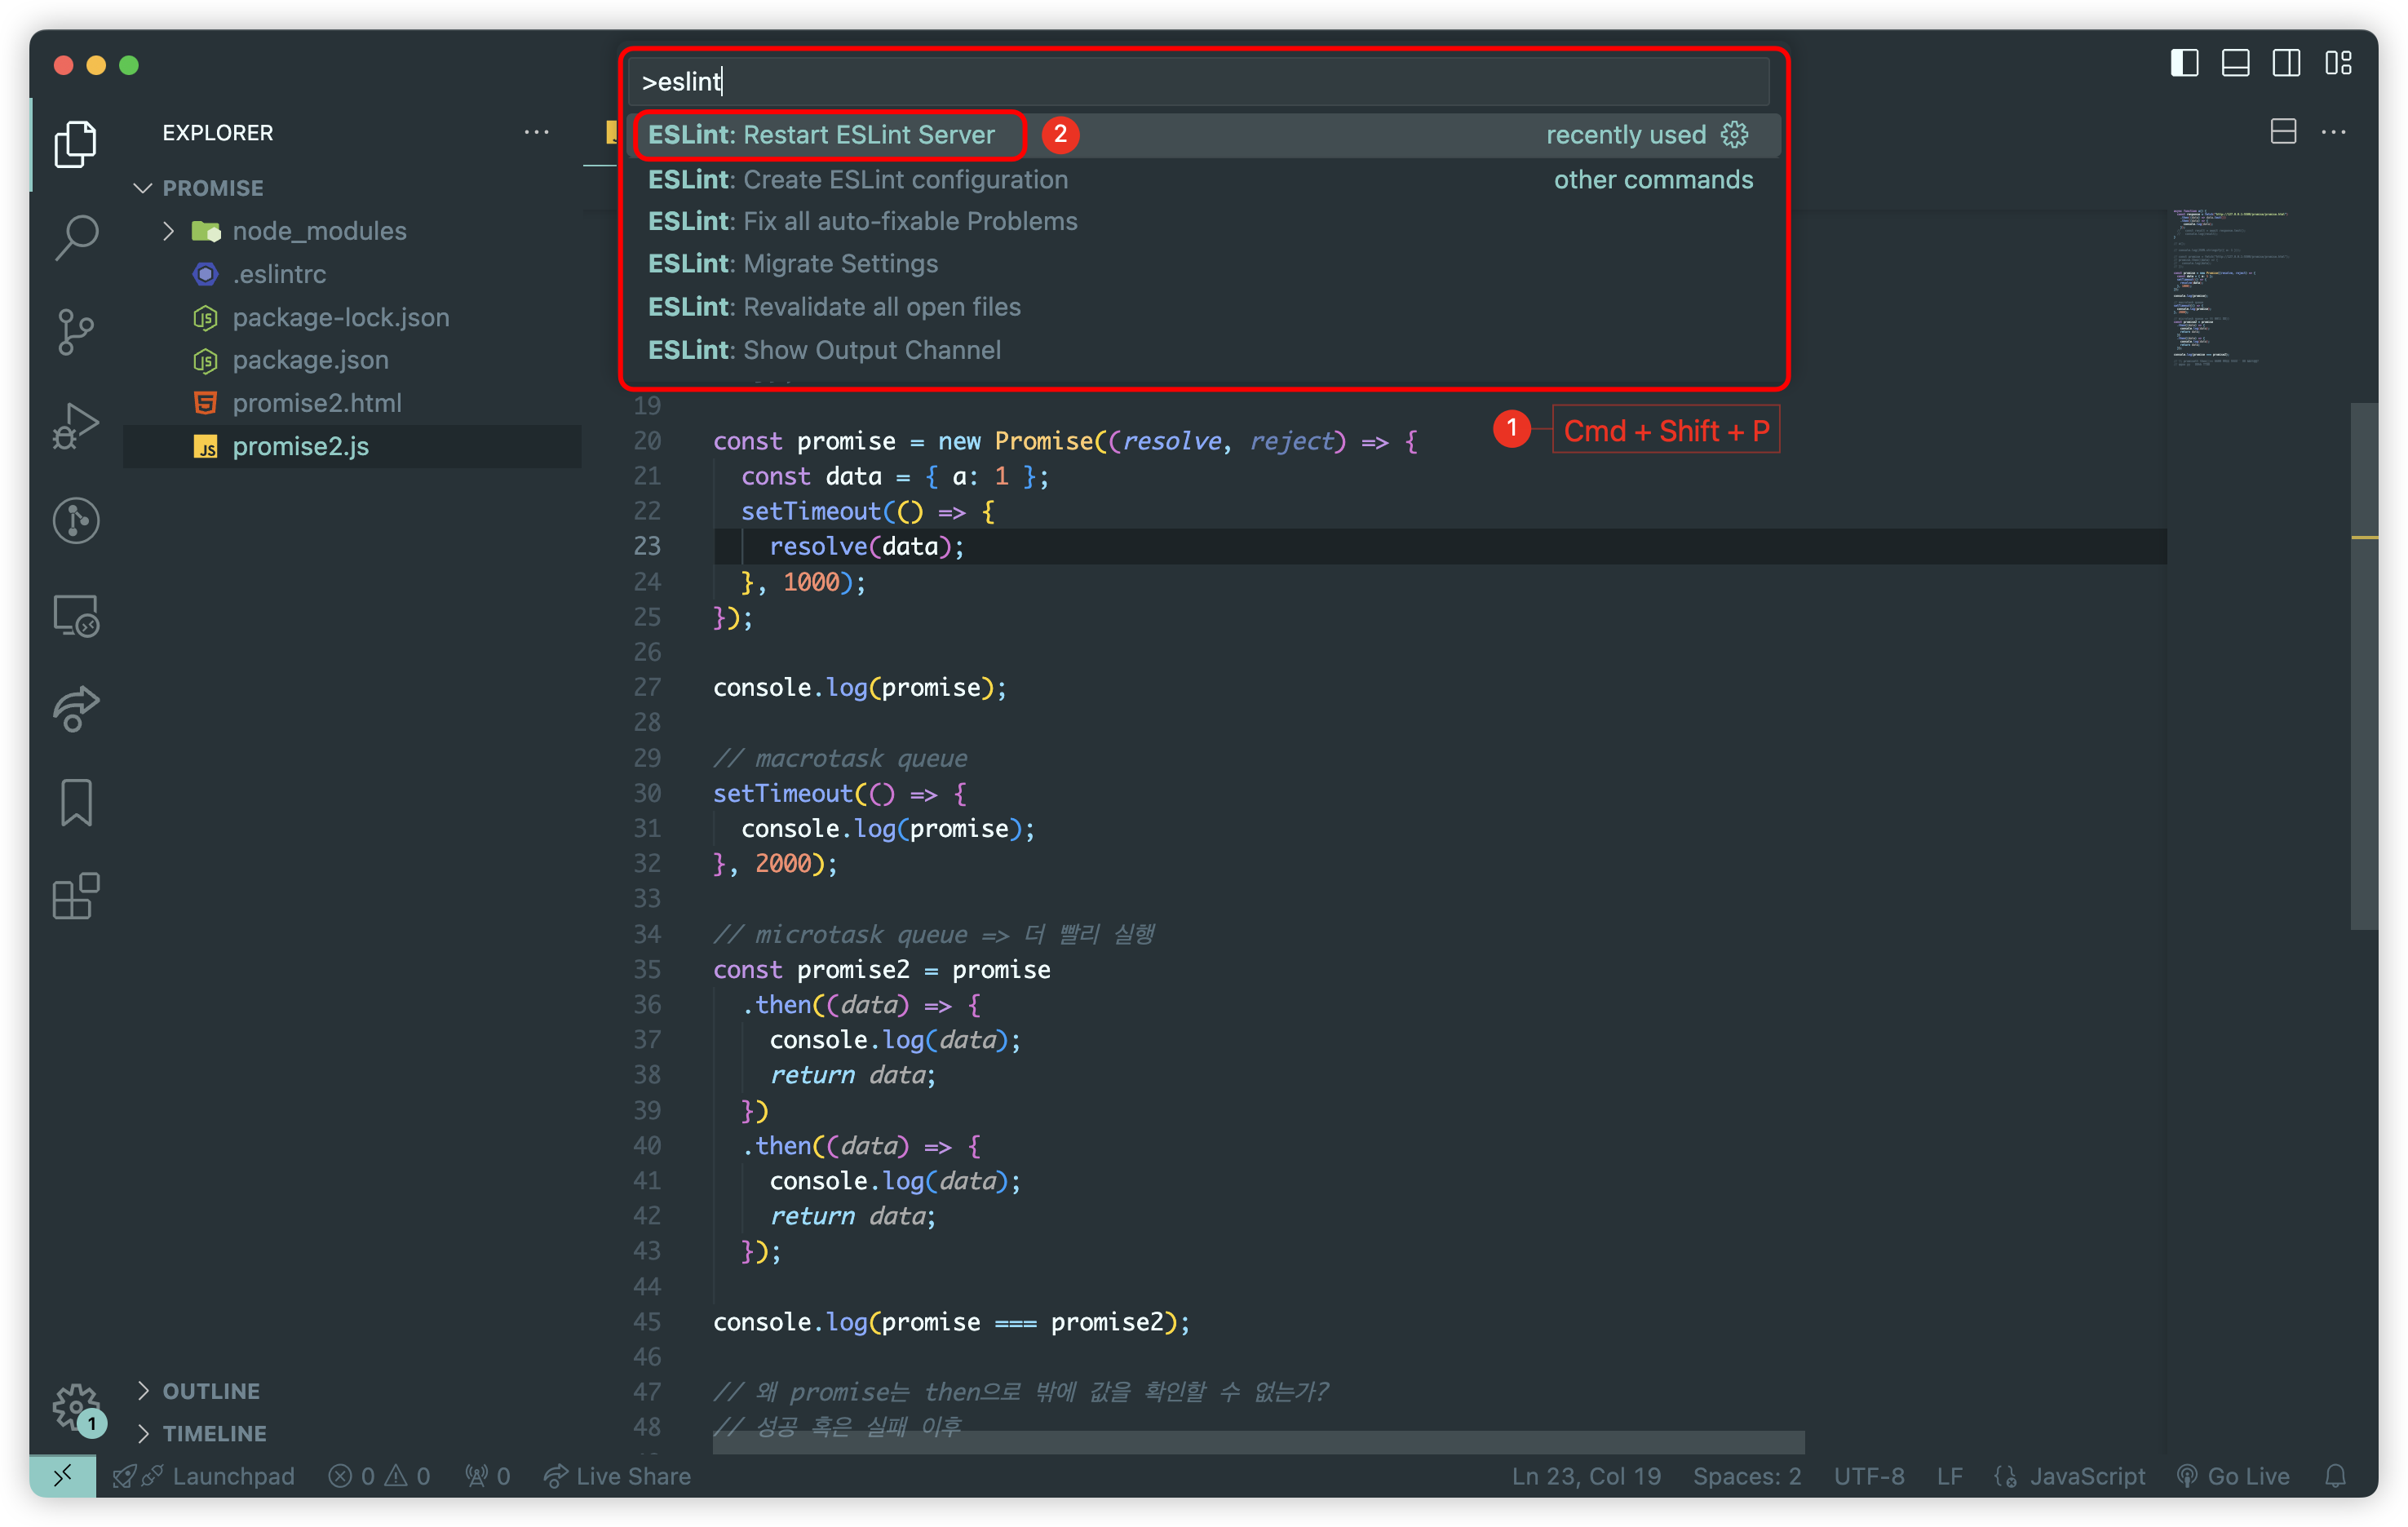 >eslint
ESLint: Restart ESLint Server
2
recently used
EXPLORER
ESLint: Create ESLint configuration
other commands
PROMISE
ESLint: Fix all auto-fixable Problems
node_modules
ESLint: Migrate Settings
.eslintrc
ESLint: Revalidate all open files
package-lock.json
ESLint: Show Output Channel
package.json
promise2.html
promise2.js
1
Cmd + Shift + P
19
20 const promise = new Promise((resolve, reject) => {
21 const data = { a: 1 };
22 setTimeout(() => {
23 resolve(data);
24 }, 1000);
25 });
26
27 console.log(promise);
28
29 // macrotask queue
30 setTimeout(() => {
31 console.log(promise);
32 }, 2000);
33
34 // microtask queue => 더 빨리 실행
35 const promise2 = promise
36 .then((data) => {
37 console.log(data);
38 return data;
39 })
40 .then((data) => {
41 console.log(data);
42 return data;
43 });
44
45 console.log(promise === promise2);
46
47 // 왜 promise는 then으로 밖에 값을 확인할 수 없는가?
48 // 성공 혹은 실패 이후
OUTLINE
1
TIMELINE
Launchpad 0 0 0 Live Share Ln 23, Col 19 Spaces: 2 UTF-8 LF JavaScript Go Live